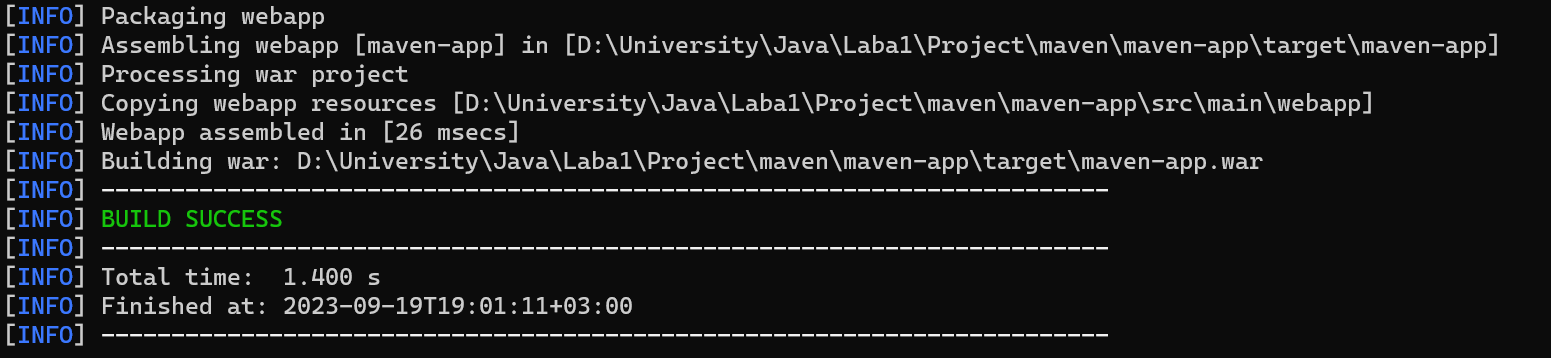 [INFO] Packaging webapp
[INFO] Assembling webapp [maven-app] in [D:\University\Java\Laba1\Project\maven\maven-app\target\maven-app]
[INFO] Processing war project
[INFO] Copying webapp resources [D:\University\Java\Laba1\Project\maven\maven-app\src\main\webapp]
[INFO] Webapp assembled in [26 msecs]
[INFO] Building war: D:\University\Java\Laba1\Project\maven\maven-app\target\maven-app.war
[INFO] ------------------------------------------------------------------------
[INFO] BUILD SUCCESS
[INFO] ------------------------------------------------------------------------
[INFO] Total time:  1.400 s
[INFO] Finished at: 2023-09-19T19:01:11+03:00
[INFO] ------------------------------------------------------------------------